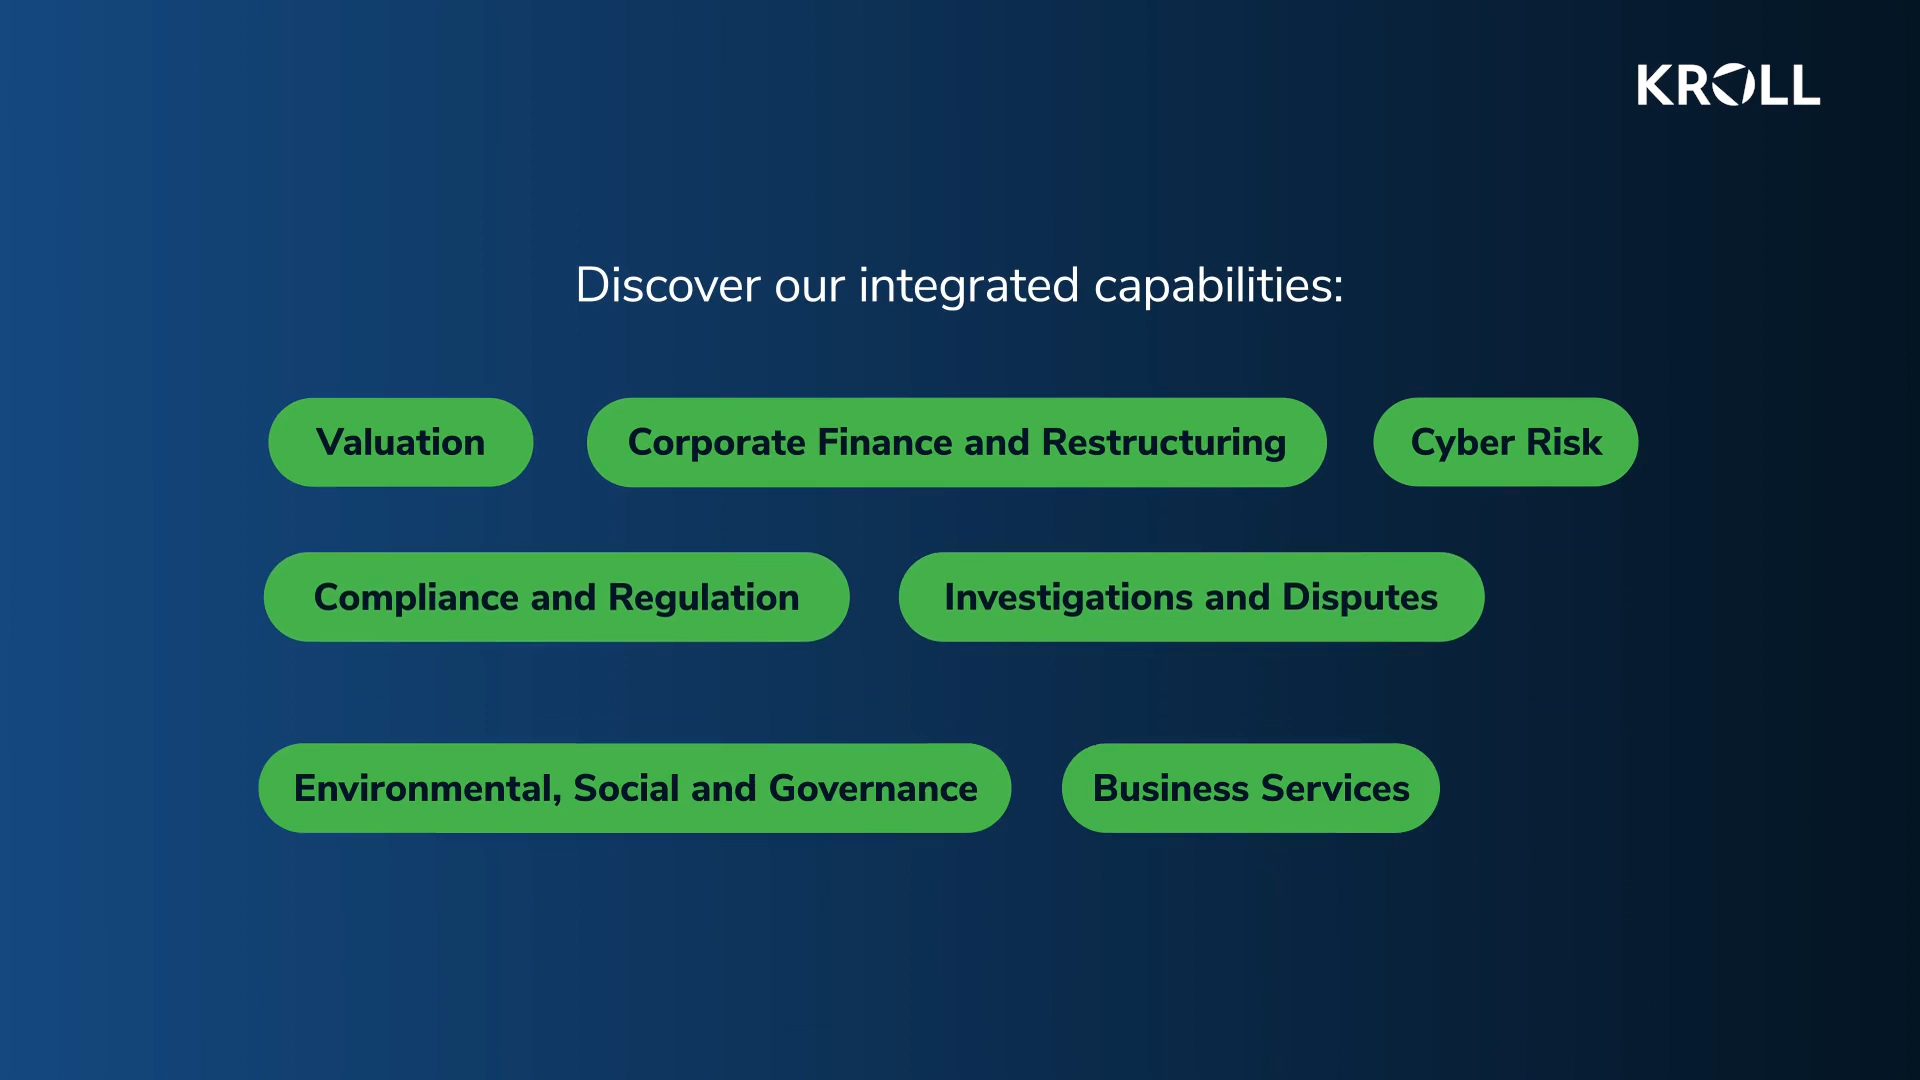 KROLL
Discover our integrated capabilities:
Valuation
Corporate Finance and Restructuring
Cyber Risk
Compliance and Regulation
Investigations and Disputes
Environmental, Social and Governance
Business Services